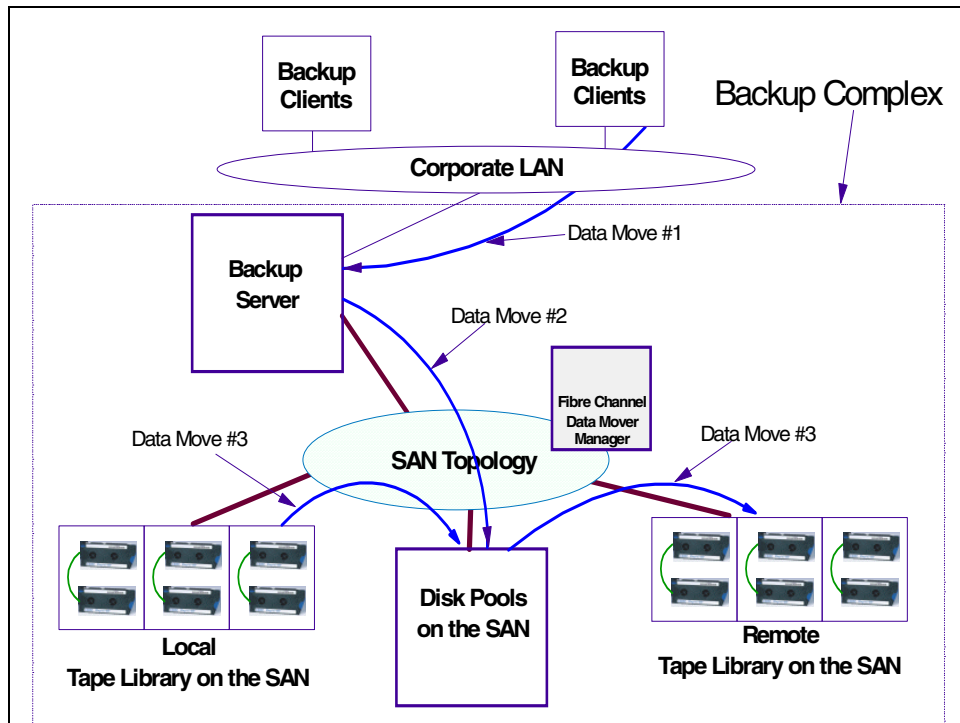 Backup
Clients
Backup
Clients
Backup Complex
Corporate LAN
Data Move #1
Backup
Server
Data Move #2
Fibre Channel
Data Mover
Manager
Data Move #3
Data Move #3
SAN Topology
Disk Pools
on the SAN
Local
Tape Library on the SAN
Remote
Tape Library on the SAN